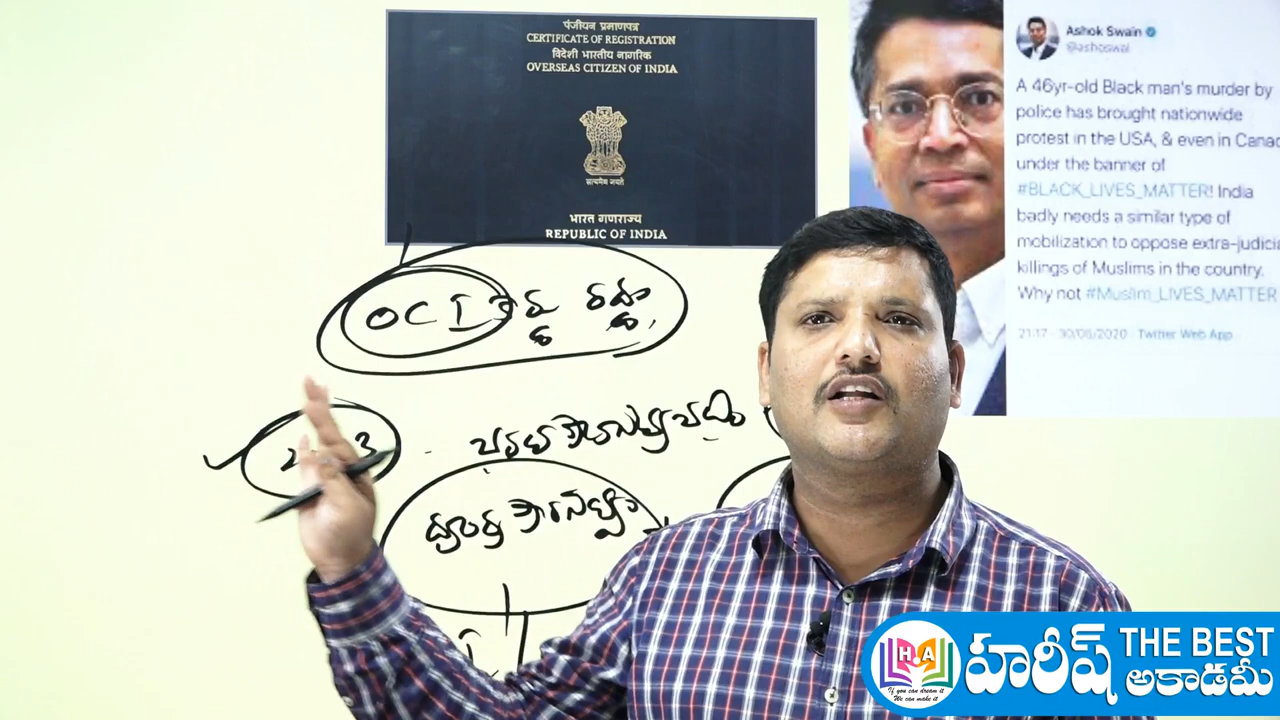 पंजीयन प्रमाणपत्र
CERTIFICATE OF REGISTRATION
विदेशी भारतीय नागरिक
OVERSEAS CITIZEN OF INDIA
सत्यमेव जयते
भारत गणराज्य
REPUBLIC OF INDIA
Ashok Swain
@ashoswai
A 46yr-old Black man's murder by
police has brought nationwide
protest in the USA, & even in Canad
under the banner of
#BLACK_LIVES_MATTER! India
badly needs a similar type of
mobilization to oppose extra-judicia
killings of Muslims in the country.
Why not #Muslim_LIVES_MATTER
21:17 - 30/05/2020 Twitter Web App
OCI కార్డు రద్దు
ద్వంద్వ పౌరసత్వం
HA
If you can dream it
We can make it
హరీష్ THE BEST
అకాడమీ